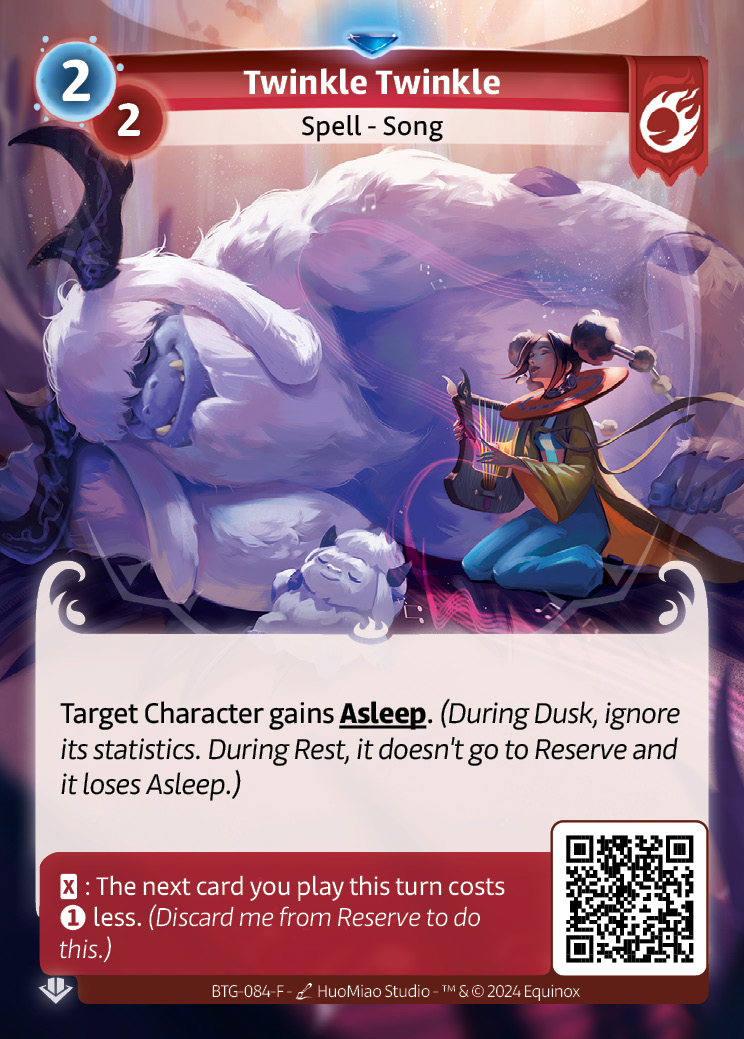 2
Twinkle Twinkle
2
Spell - Song
Target Character gains Asleep. (During Dusk, ignore
its statistics. During Rest, it doesn't go to Reserve and
it loses Asleep.)
X : The next card you play this turn costs
1 less. (Discard me from Reserve to do
this.)
BTG-084-F - HuoMiao Studio - ™ & © 2024 Equinox